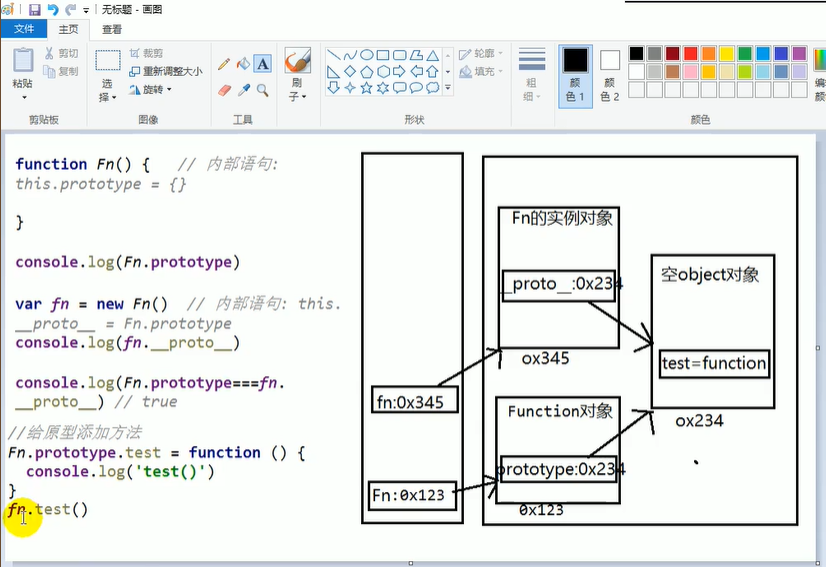 无标题 - 画图
文件
主页
查看
粘贴
剪切
复制
剪贴板
选择
裁剪
重新调整大小
旋转
图像
A
工具
刷子
形状
轮廓
填充
粗细
颜色 1
颜色 2
颜色
function Fn() {   // 内部语句:
this.prototype = {}
}
console.log(Fn.prototype)
var fn = new Fn()  // 内部语句: this.
__proto__ = Fn.prototype
console.log(fn.__proto__)
console.log(Fn.prototype===fn.
__proto__) // true
//给原型添加方法
Fn.prototype.test = function () {
console.log('test()')
}
fn.test()
fn:0x345
Fn:0x123
Fn的实例对象
__proto__:0x234
ox345
Function对象
prototype:0x234
0x123
空object对象
test=function
ox234